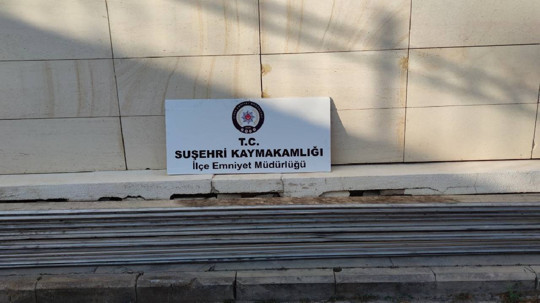 T.C.
SUŞEHRİ KAYMAKAMLIĞI
İlçe Emniyet Müdürlüğü